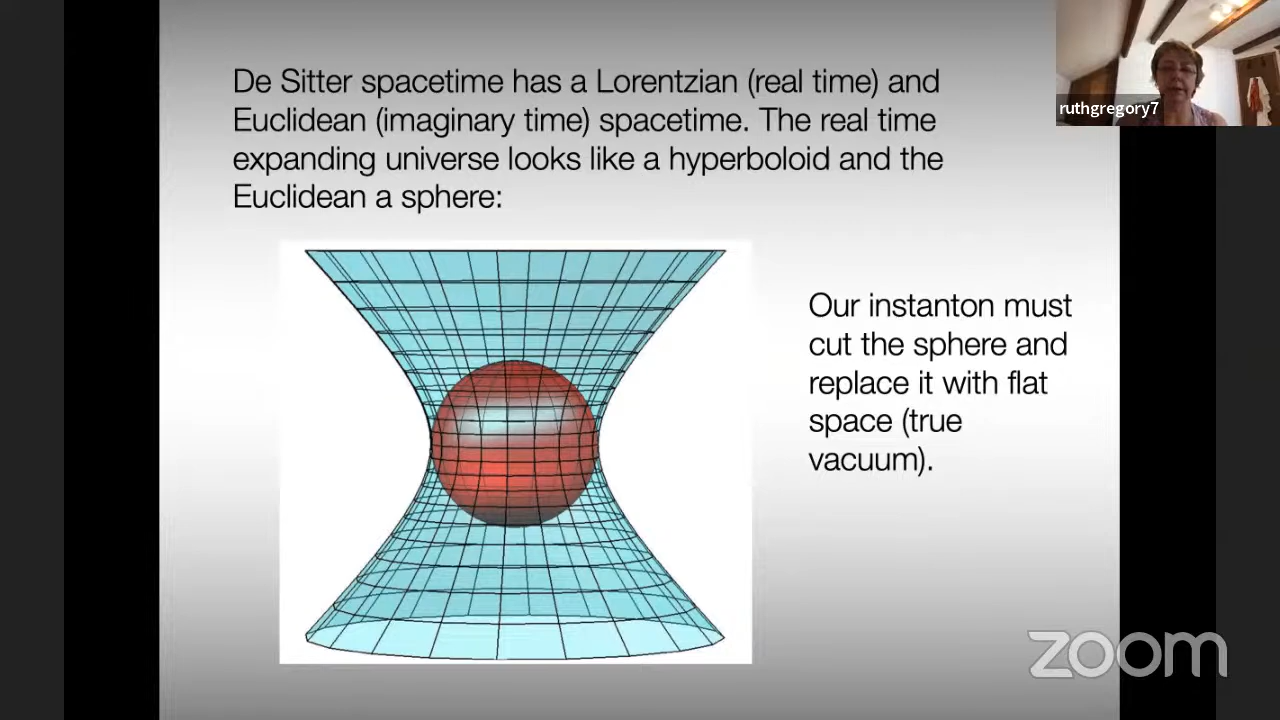 De Sitter spacetime has a Lorentzian (real time) and
Euclidean (imaginary time) spacetime. The real time
expanding universe looks like a hyperboloid and the
Euclidean a sphere:
Our instanton must
cut the sphere and
replace it with flat
space (true
vacuum).
ruthgregory7
zoom